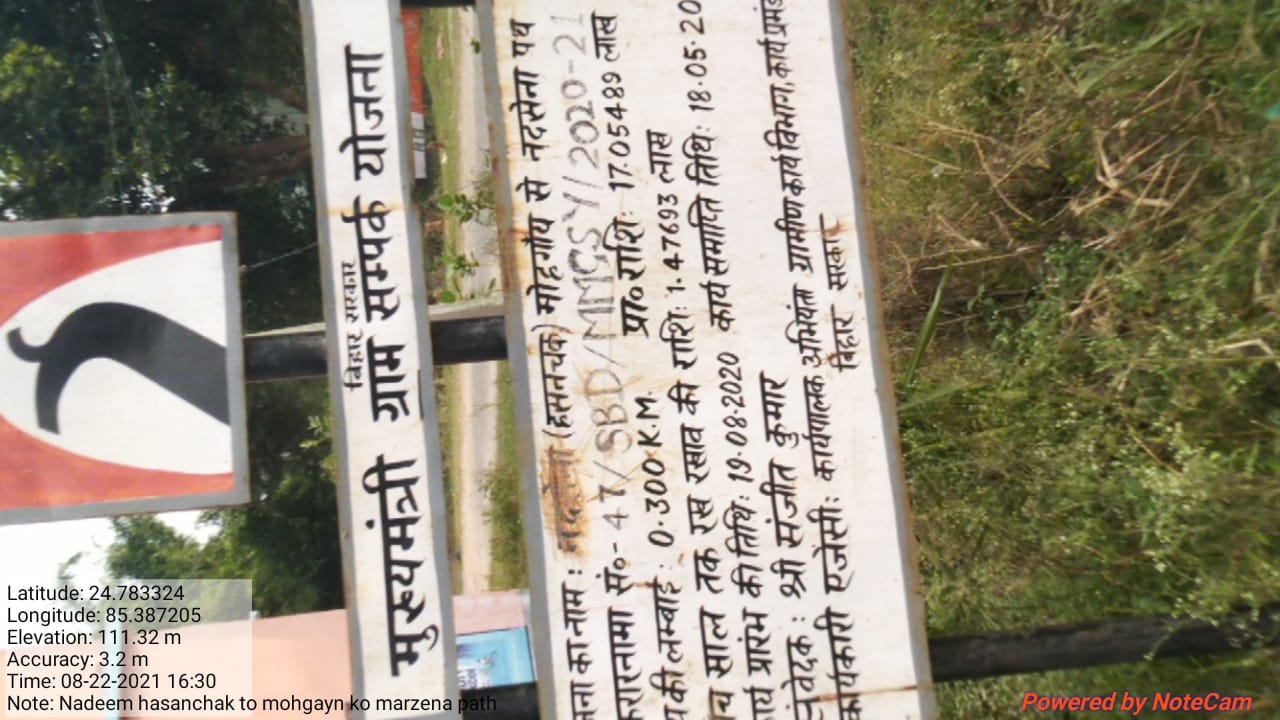 बिहार सरकार
मुख्यमंत्री ग्राम सम्पर्क योजना
का नाम : (हसनचक) मोहगाँय से नदसेना पथ
करारनामा सं०- 47/SBD/MMGSY/2020-21
की लम्बाई : 0.300 K.M. प्रा० राशि: 17.05489 लाख
साल तक रख रखाव की राशि: 1.47693 लाख
प्रारंभ की तिथि: 19.08.2020 कार्य समाप्ति तिथि: 18.05.20
संवेदक : श्री संजीत कुमार
कार्यकारी एजेंसी: कार्यपालक अभियंता ग्रामीण कार्य विभाग, कार्य
बिहार सरकार
Latitude: 24.783324
Longitude: 85.387205
Elevation: 111.32 m
Accuracy: 3.2 m
Time: 08-22-2021 16:30
Note: Nadeem hasanchak to mohgayn ko marzena path
Powered by NoteCam